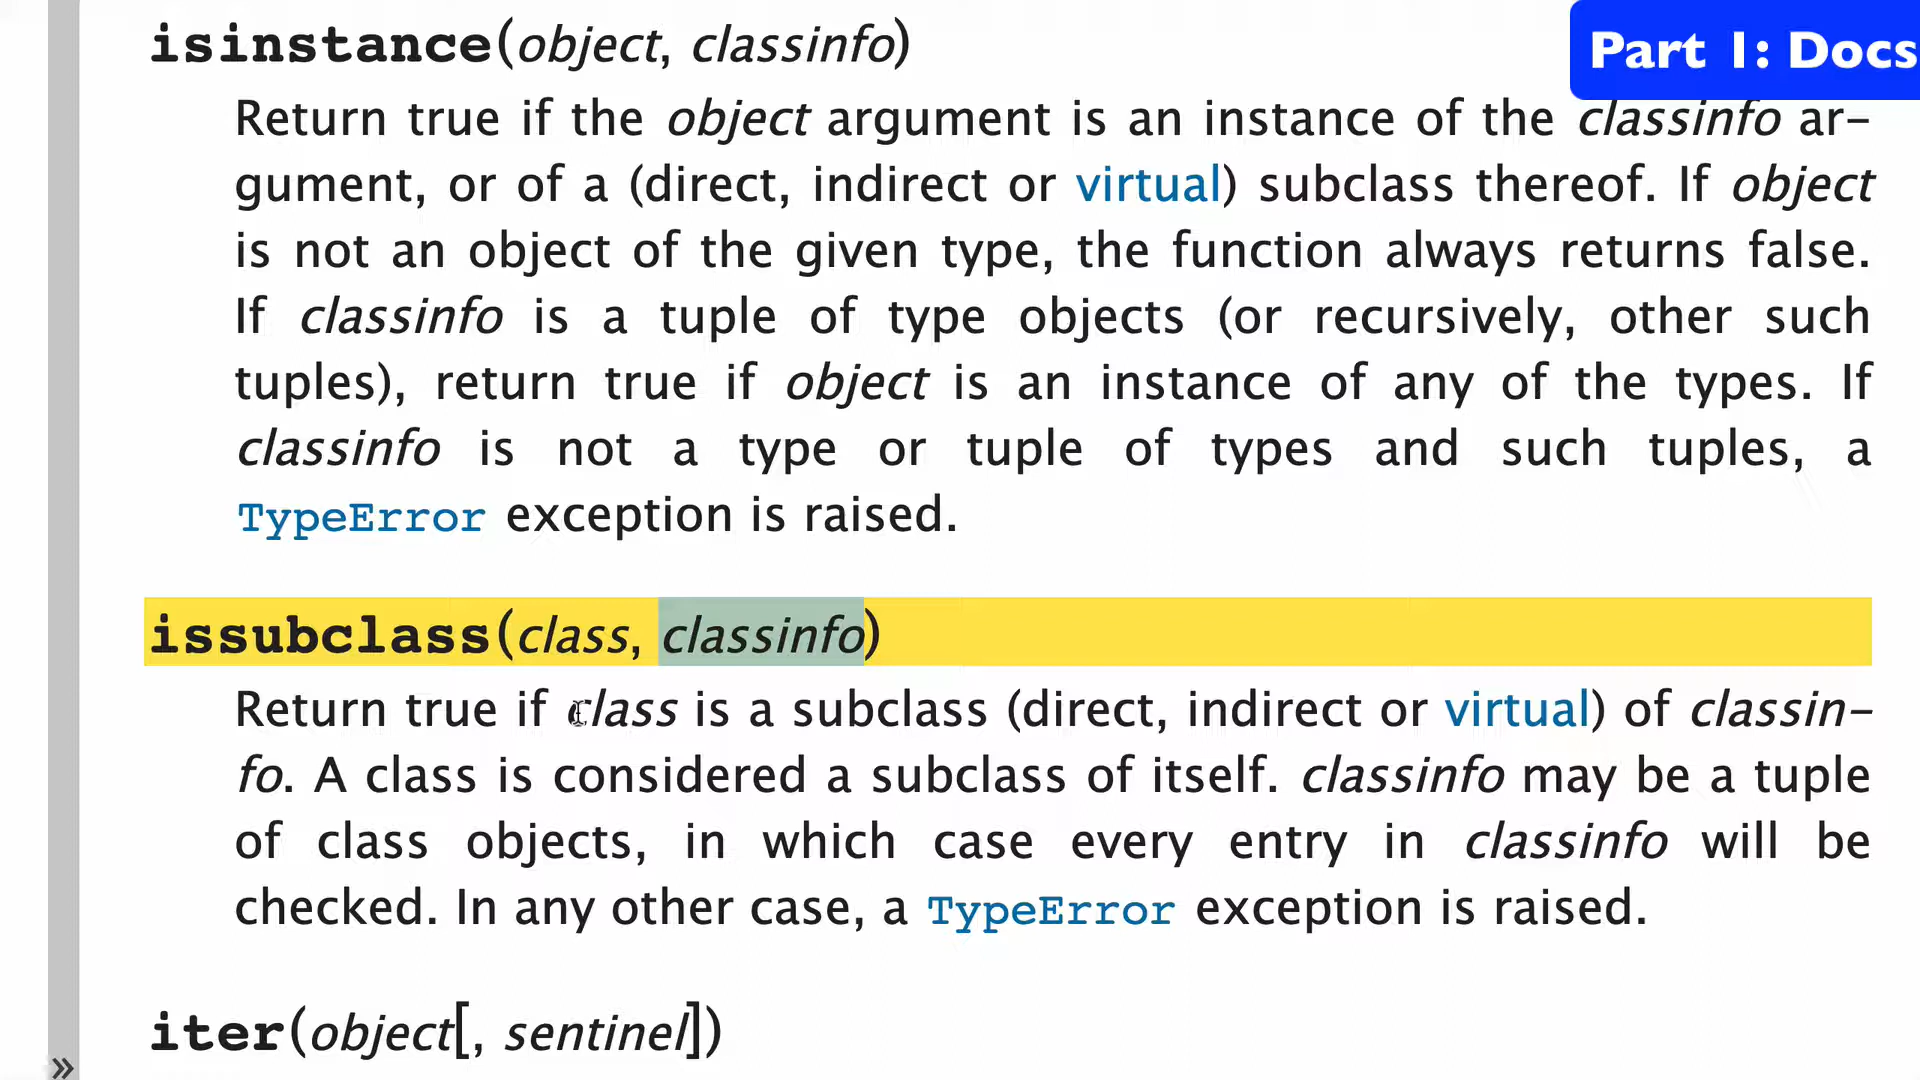 isinstance(object, classinfo)
Part 1: Docs
Return true if the object argument is an instance of the classinfo ar-
gument, or of a (direct, indirect or virtual) subclass thereof. If object
is not an object of the given type, the function always returns false.
If classinfo is a tuple of type objects (or recursively, other such
tuples), return true if object is an instance of any of the types. If
classinfo is not a type or tuple of types and such tuples, a
TypeError exception is raised.
issubclass(class, classinfo)
Return true if class is a subclass (direct, indirect or virtual) of classin-
fo. A class is considered a subclass of itself. classinfo may be a tuple
of class objects, in which case every entry in classinfo will be
checked. In any other case, a TypeError exception is raised.
iter(object[, sentinel])
»